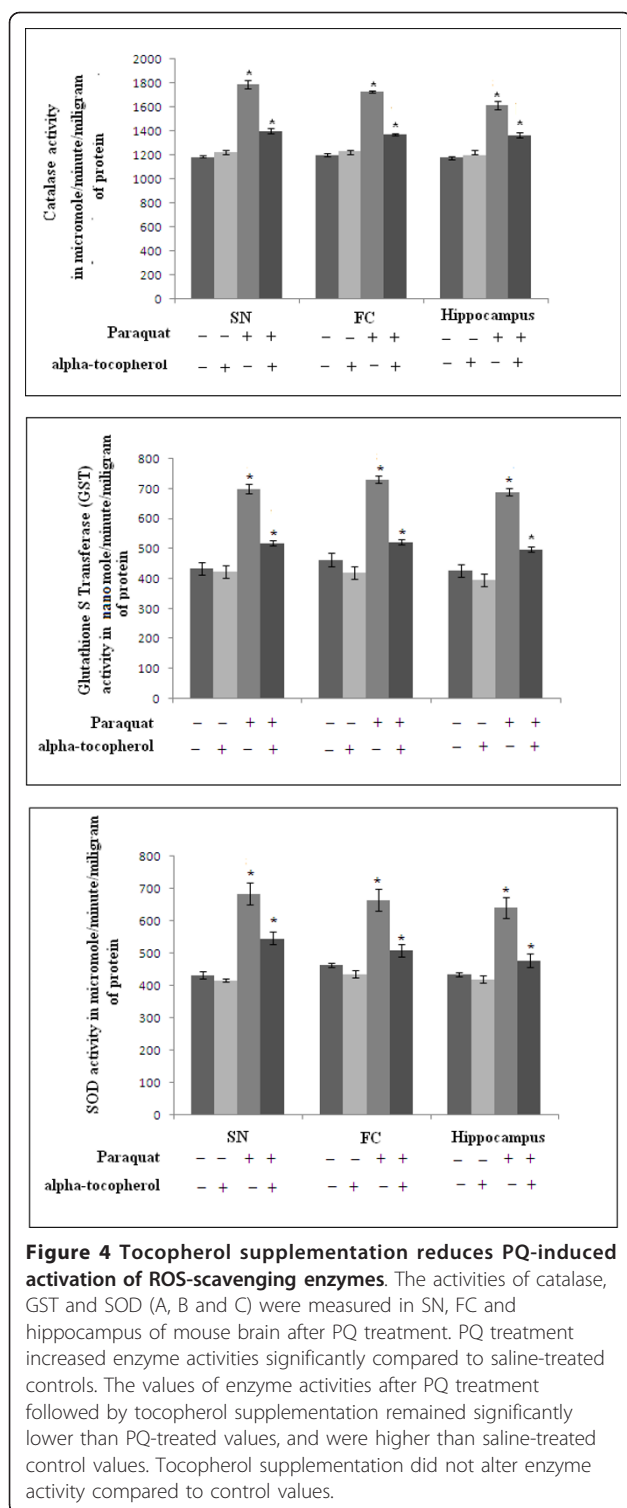 Catalase activity
in micromole/minute/miligram
of protein
2000
1800
1600
1400
1200
1000
800
600
400
200
0
* * * * * *
SN FC Hippocampus
Paraquat – – + + – – + + – – + +
alpha-tocopherol – + – + – + – + – + – +
Glutathione S Transferase (GST)
activity in nanomole/minute/miligram
of protein
800
700
600
500
400
300
200
100
0
* * * * * *
Paraquat – – + + – – + + – – + +
alpha-tocopherol – + – + – + – + – + – +
SOD activity in micromole/minute/miligram
of protein
800
700
600
500
400
300
200
100
0
* * * * * *
SN FC Hippocampus
Paraquat – – + + – – + + – – + +
alpha-tocopherol – + – + – + – + – + – +
Figure 4 Tocopherol supplementation reduces PQ-induced
activation of ROS-scavenging enzymes. The activities of catalase,
GST and SOD (A, B and C) were measured in SN, FC and
hippocampus of mouse brain after PQ treatment. PQ treatment
increased enzyme activities significantly compared to saline-treated
controls. The values of enzyme activities after PQ treatment
followed by tocopherol supplementation remained significantly
lower than PQ-treated values, and were higher than saline-treated
control values. Tocopherol supplementation did not alter enzyme
activity compared to control values.